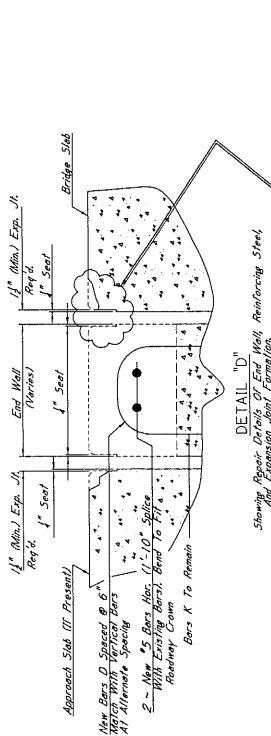 1½" (Min.) Exp. Jt.
Req'd.
1" Seat
End Wall
(Varies)
1½" (Min.) Exp. Jt.
Req'd.
1" Seat
1" Seat
Approach Slab (If Present)
Bridge Slab
New Bars D Spaced @ 6"
Match With Vertical Bars
At Alternate Spacing
2 - New #5 Bars Hor. (1'-10" Splice
With Existing Bars). Bend To Fit
Roadway Crown
Bars K To Remain
DETAIL "D"
Showing Repair Details Of End Wall, Reinforcing Steel,
And Expansion Joint Formation.